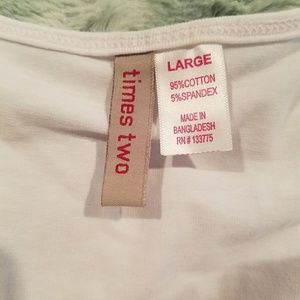 times two
LARGE
95%COTTON
5%SPANDEX
MADE IN
BANGLADESH
RN # 133775